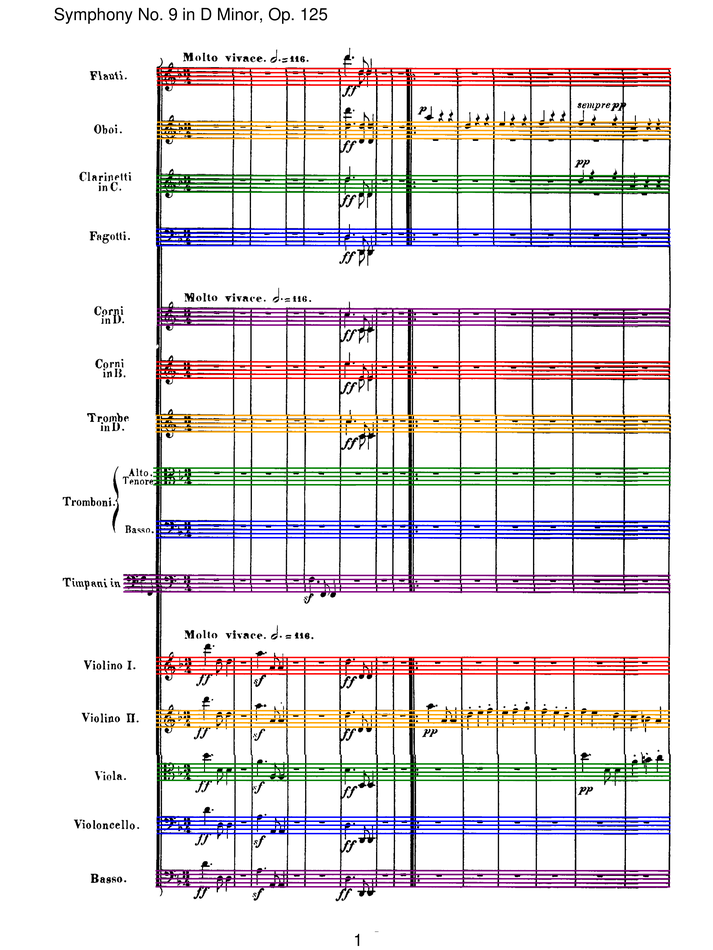 Symphony No. 9 in D Minor, Op. 125
Molto vivace. 𝅗𝅥. = 116.
Flauti.
ff
p
sempre pp
Oboi.
ff
pp
Clarinetti
in C.
ff
Fagotti.
ff
Molto vivace. 𝅗𝅥. = 116.
Corni
in D.
ff
Corni
in B.
ff
Trombe
in D.
ff
Alto.
Tenore
Tromboni.
Basso.
Timpani in
sf
Molto vivace. 𝅗𝅥. = 116.
Violino I.
ff sf ff
Violino II.
ff sf ff pp
Viola.
ff sf ff pp
Violoncello.
ff sf ff
Basso.
ff sf ff
1